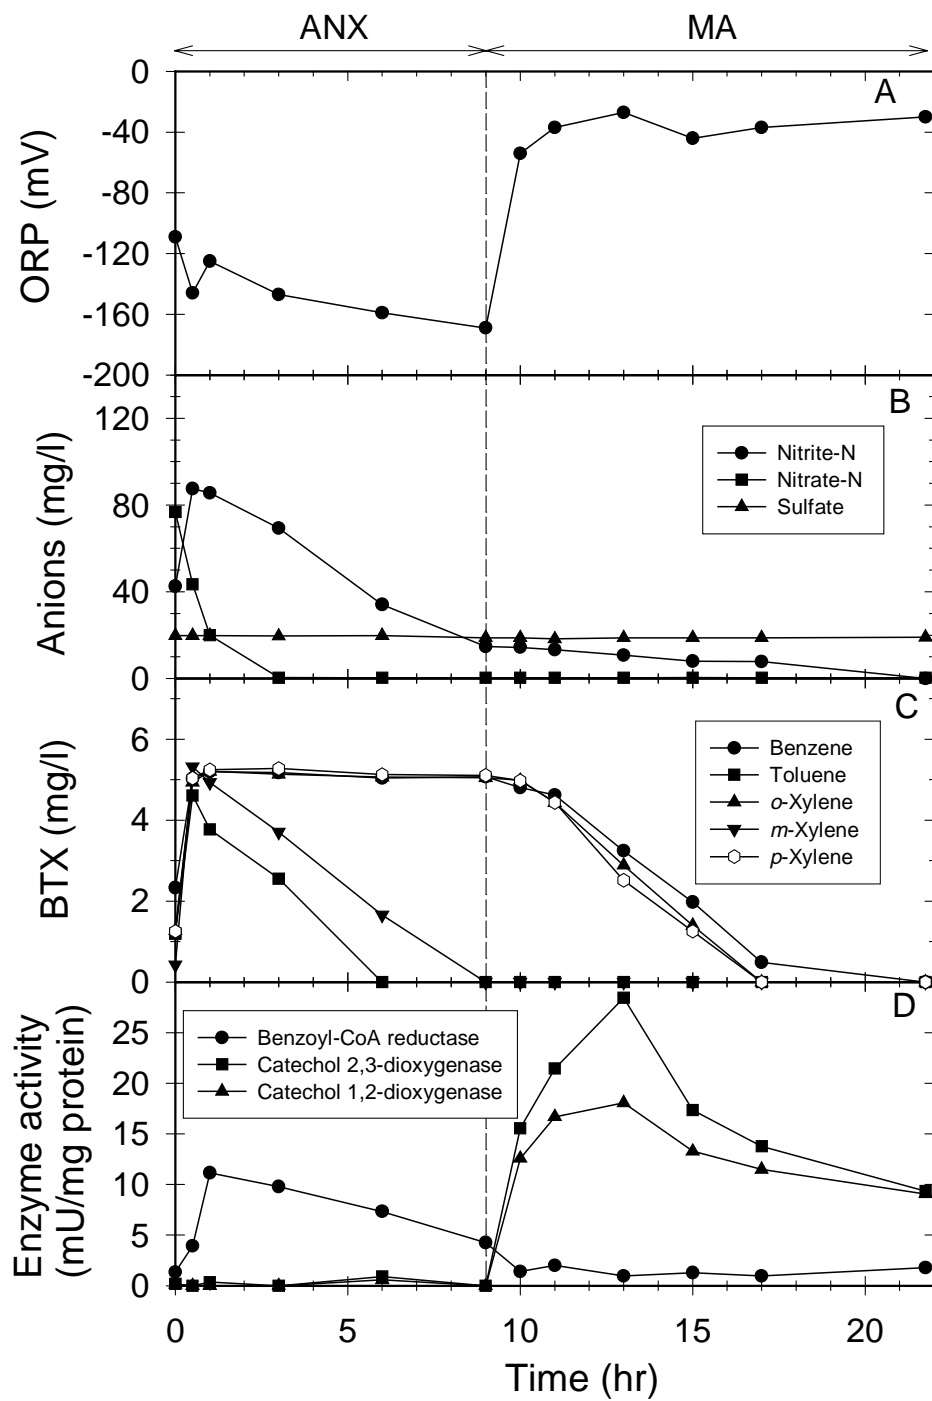 ANX MA
A
0
-40
-80
-120
-160
-200
ORP (mV)
B
120
80
40
0
Anions (mg/l)
Nitrite-N
Nitrate-N
Sulfate
C
6
4
2
0
BTX (mg/l)
Benzene
Toluene
o-Xylene
m-Xylene
p-Xylene
D
25
20
15
10
5
0
Enzyme activity
(mU/mg protein)
Benzoyl-CoA reductase
Catechol 2,3-dioxygenase
Catechol 1,2-dioxygenase
0 5 10 15 20
Time (hr)